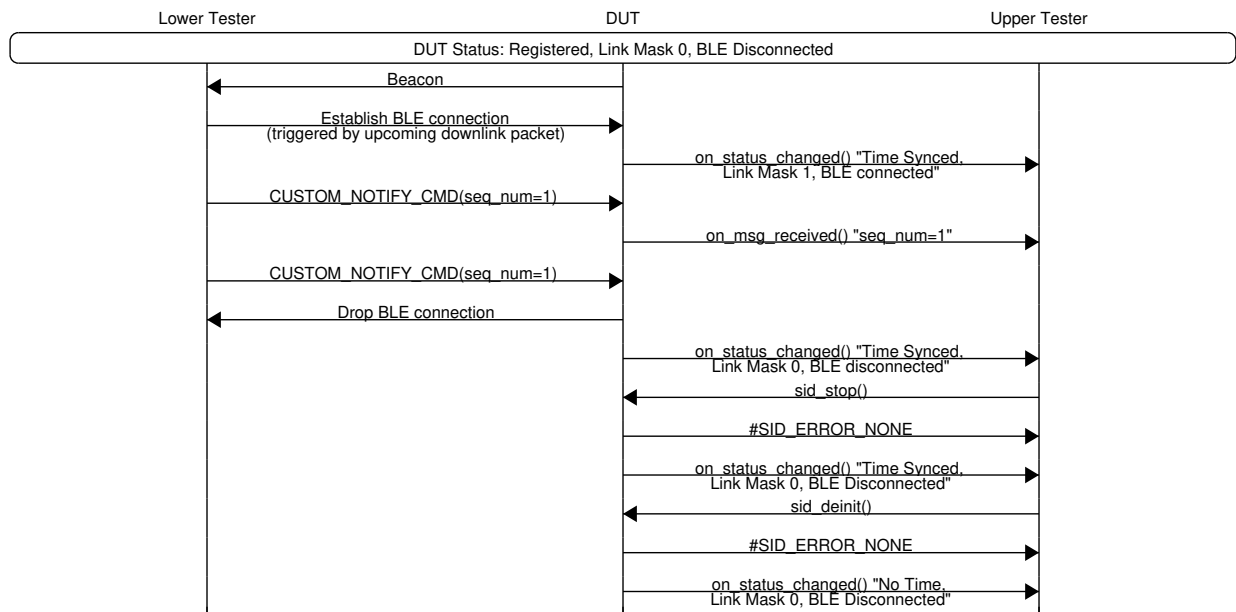 Lower Tester DUT Upper Tester
DUT Status: Registered, Link Mask 0, BLE Disconnected
Beacon
Establish BLE connection
(triggered by upcoming downlink packet)
on_status_changed() "Time Synced,
Link Mask 1, BLE connected"
CUSTOM_NOTIFY_CMD(seq_num=1)
on_msg_received() "seq_num=1"
CUSTOM_NOTIFY_CMD(seq_num=1)
Drop BLE connection
on_status_changed() "Time Synced,
Link Mask 0, BLE disconnected"
sid_stop()
#SID_ERROR_NONE
on_status_changed() "Time Synced,
Link Mask 0, BLE Disconnected"
sid_deinit()
#SID_ERROR_NONE
on_status_changed() "No Time,
Link Mask 0, BLE Disconnected"